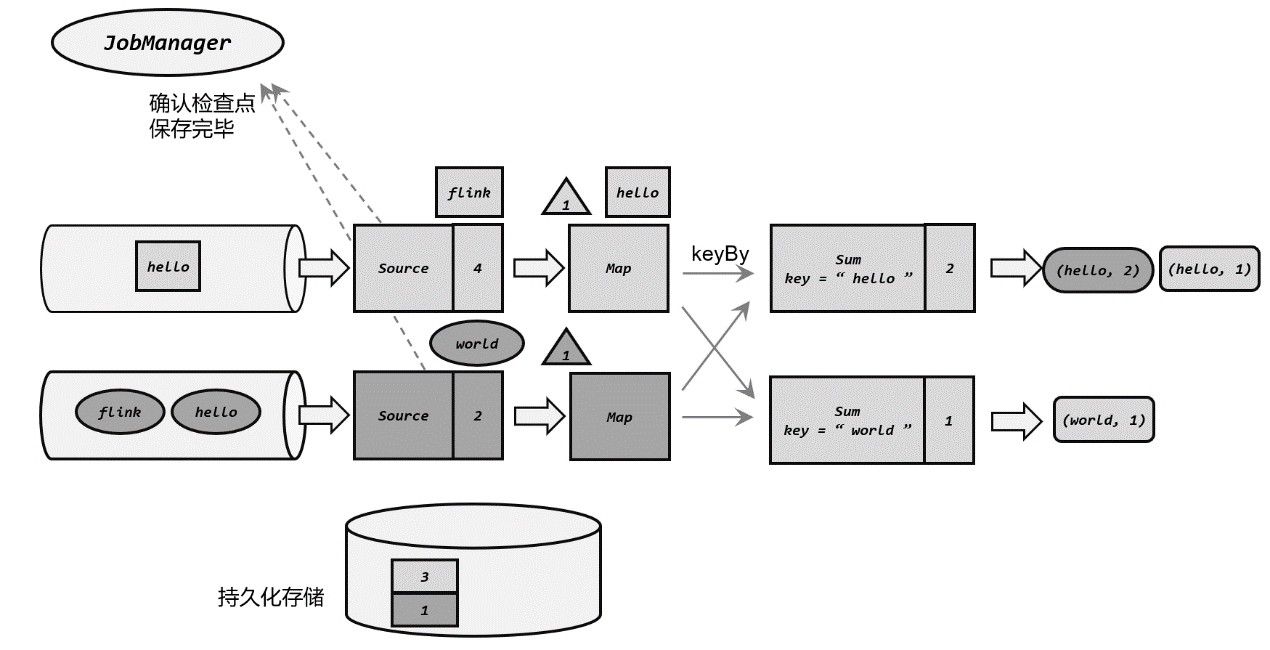 JobManager
确认检查点
保存完毕
flink
1
hello
hello
Source
4
Map
keyBy
Sum
key = “ hello ”
2
(hello, 2)
(hello, 1)
world
1
flink
hello
Source
2
Map
Sum
key = “ world ”
1
(world, 1)
持久化存储
3
1